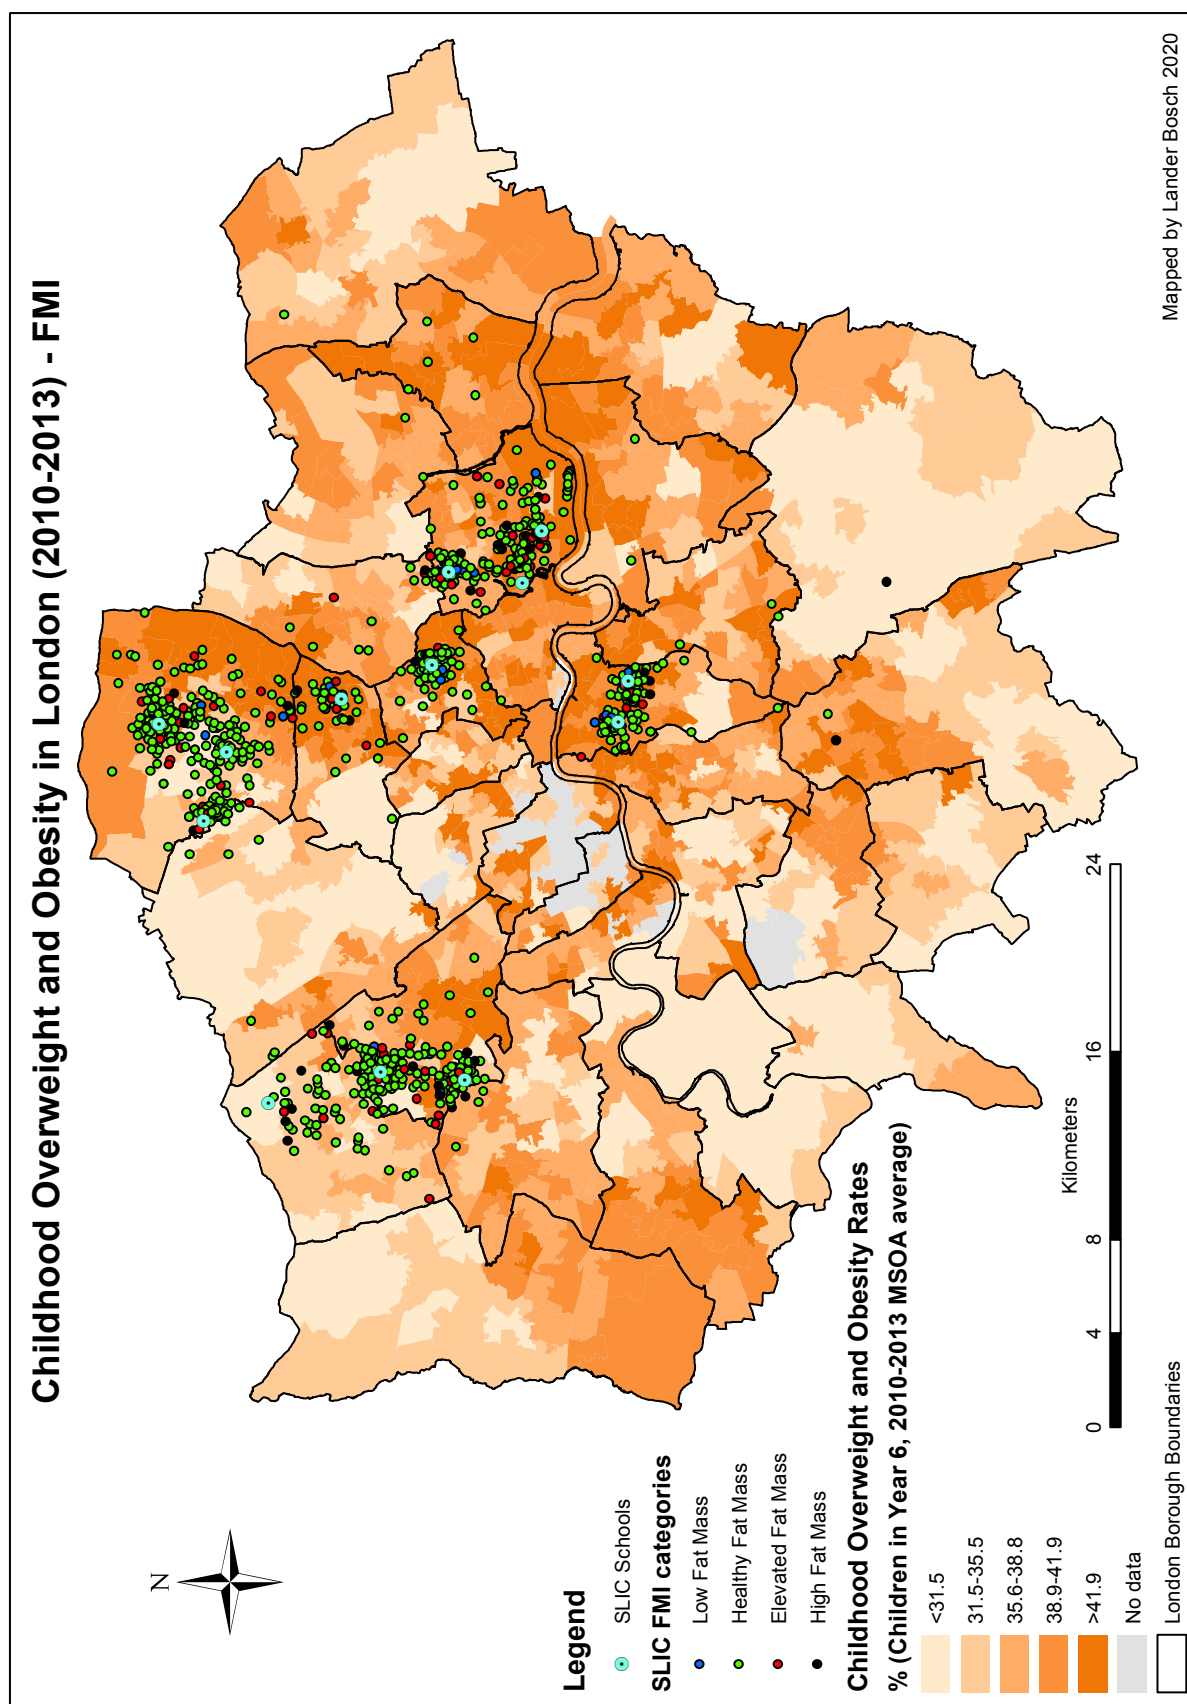 Childhood Overweight and Obesity in London (2010-2013) - FMI
N
Legend
SLIC Schools
SLIC FMI categories
Low Fat Mass
Healthy Fat Mass
Elevated Fat Mass
High Fat Mass
Childhood Overweight and Obesity Rates
% (Children in Year 6, 2010-2013 MSOA average)
<31.5
31.5-35.5
35.6-38.8
38.9-41.9
>41.9
No data
London Borough Boundaries
Kilometers
0 4 8 16 24
Mapped by Lander Bosch 2020